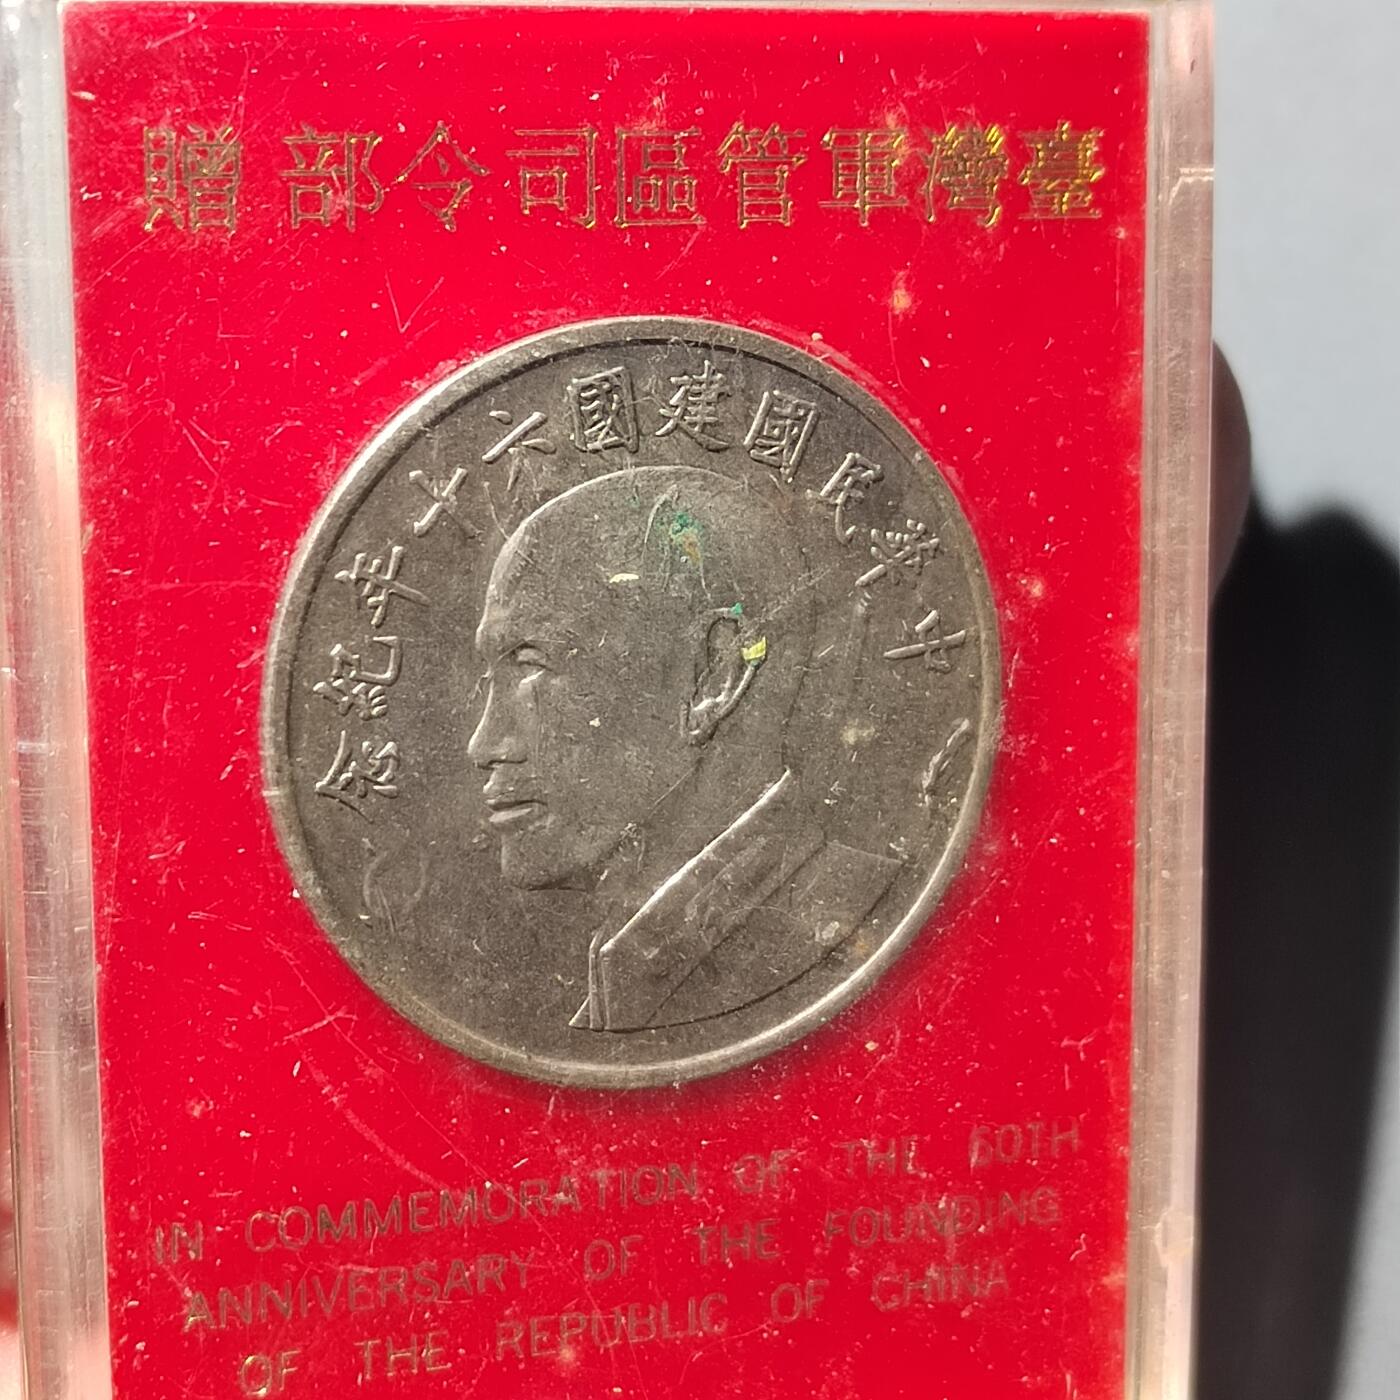 臺灣軍管區司令部 贈
中華民國建國六十年紀念
IN COMMEMORATION OF THE 60TH
ANNIVERSARY OF THE FOUNDING
OF THE REPUBLIC OF CHINA